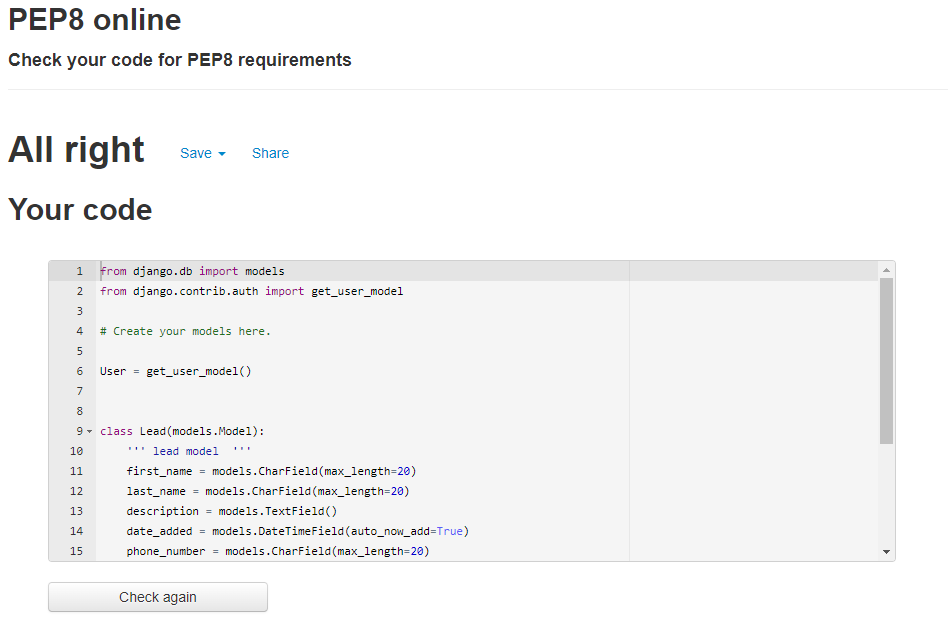 PEP8 online
Check your code for PEP8 requirements
All right Save Share
Your code
1 from django.db import models
2 from django.contrib.auth import get_user_model
3
4 # Create your models here.
5
6 User = get_user_model()
7
8
9 class Lead(models.Model):
10 ''' lead model  '''
11 first_name = models.CharField(max_length=20)
12 last_name = models.CharField(max_length=20)
13 description = models.TextField()
14 date_added = models.DateTimeField(auto_now_add=True)
15 phone_number = models.CharField(max_length=20)
Check again